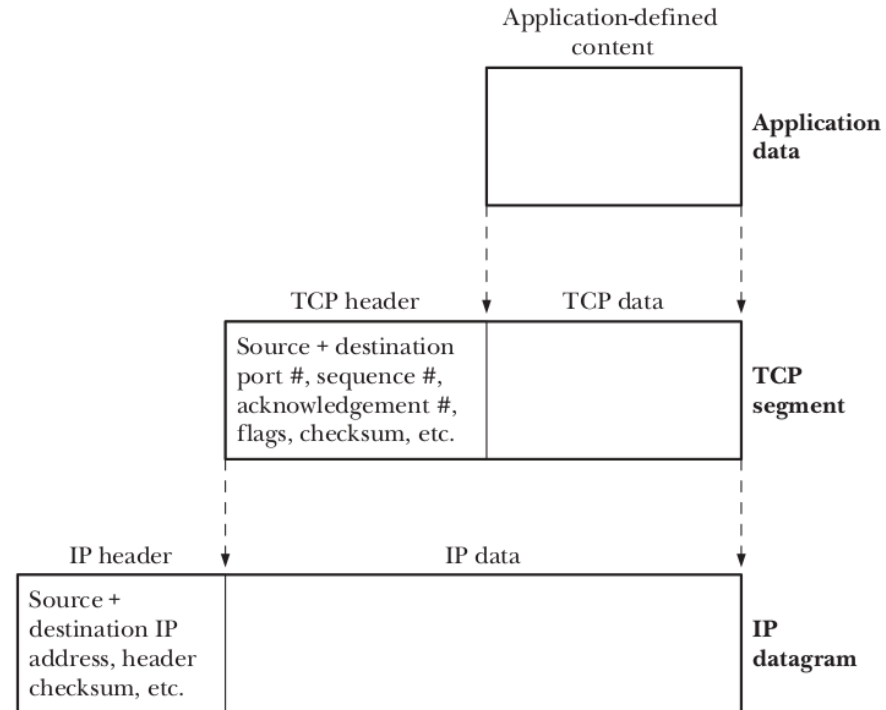 Application-defined
content
Application
data
TCP header
TCP data
Source + destination
port #, sequence #,
acknowledgement #,
flags, checksum, etc.
TCP
segment
IP header
IP data
Source +
destination IP
address, header
checksum, etc.
IP
datagram